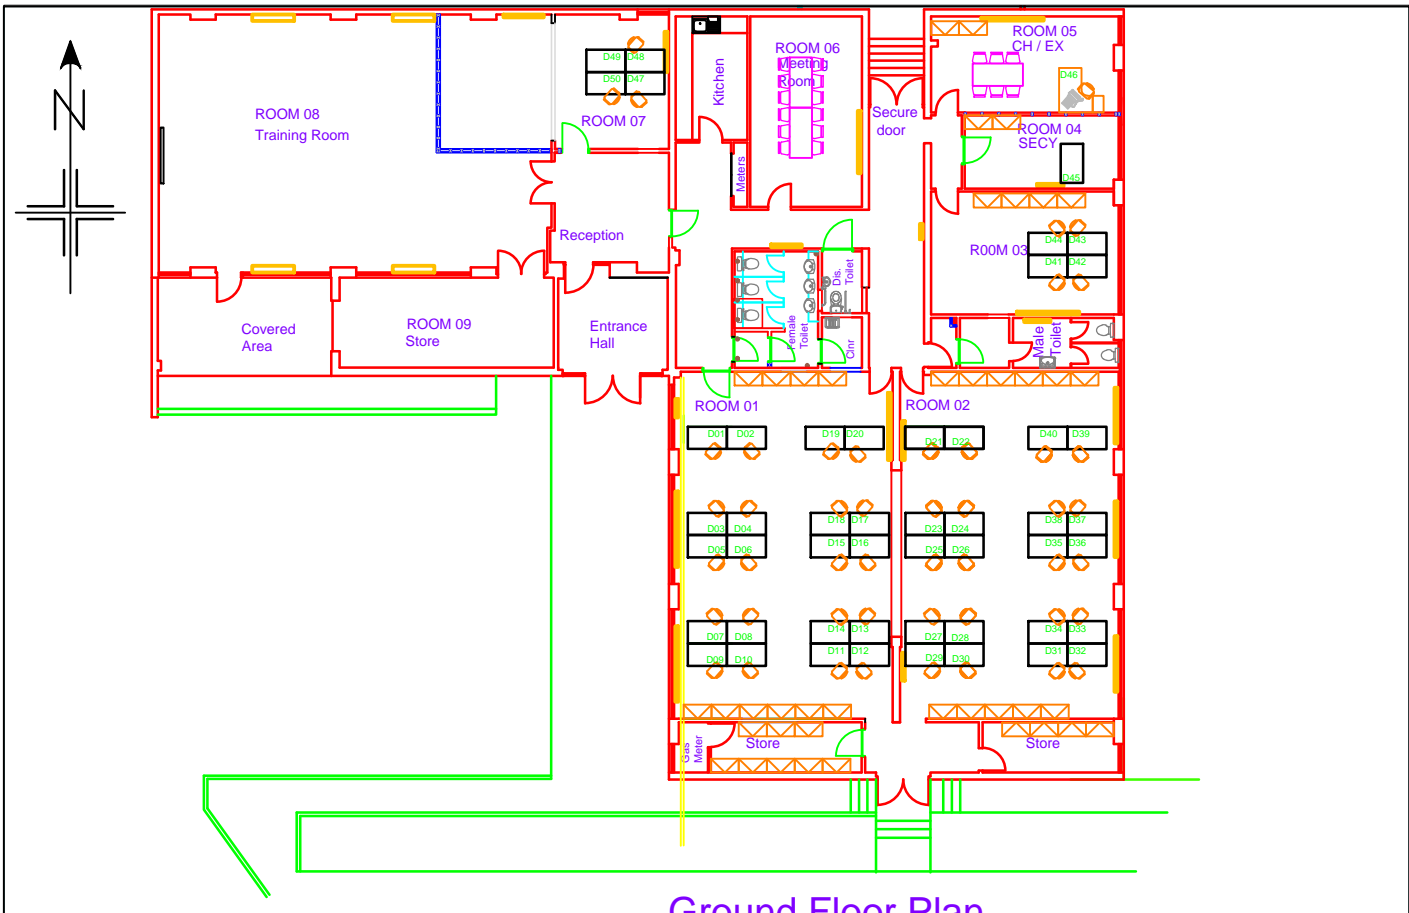 N
ROOM 08
Training Room
D49 D48
D50 D47
ROOM 07
Kitchen
ROOM 06
Meeting
Room
Secure
door
ROOM 05
CH / EX
D46
ROOM 04
SECY
D45
Meters
Reception
R00M 03
D44 D43
D41 D42
Dis.
Toilet
Female
Toilet
Clnr
Male
Toilet
Covered
Area
ROOM 09
Store
Entrance
Hall
ROOM 01
ROOM 02
D01 D02
D19 D20
D21 D22
D40 D39
D03 D04
D18 D17
D23 D24
D38 D37
D05 D06
D15 D16
D25 D26
D35 D36
D07 D08
D14 D13
D27 D28
D34 D33
D09 D10
D11 D12
D29 D30
D31 D32
Gas
Meter
Store
Store
Ground Floor Plan